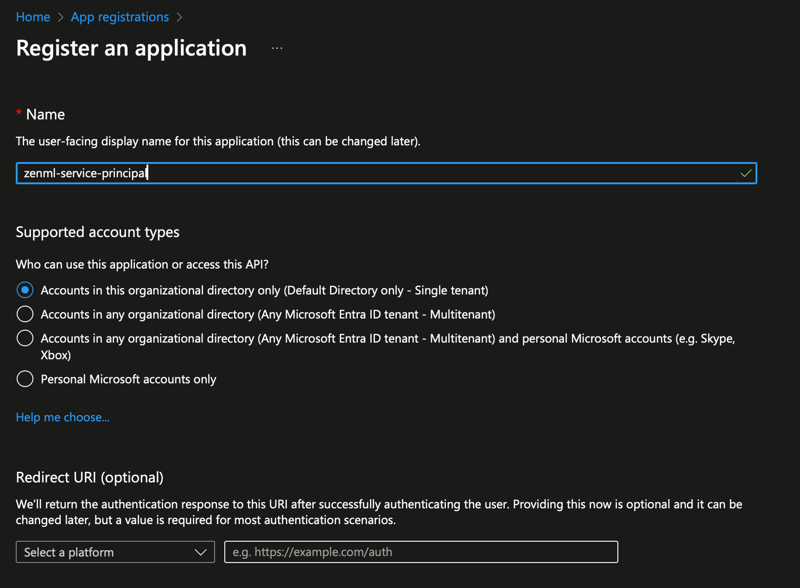 Home > App registrations >
Register an application ...
* Name
The user-facing display name for this application (this can be changed later).
zenml-service-principal
Supported account types
Who can use this application or access this API?
Accounts in this organizational directory only (Default Directory only - Single tenant)
Accounts in any organizational directory (Any Microsoft Entra ID tenant - Multitenant)
Accounts in any organizational directory (Any Microsoft Entra ID tenant - Multitenant) and personal Microsoft accounts (e.g. Skype,
Xbox)
Personal Microsoft accounts only
Help me choose...
Redirect URI (optional)
We'll return the authentication response to this URI after successfully authenticating the user. Providing this now is optional and it can be
changed later, but a value is required for most authentication scenarios.
Select a platform
e.g. https://example.com/auth